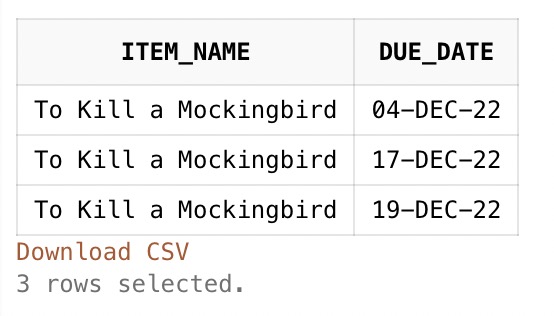 ITEM_NAME DUE_DATE
To Kill a Mockingbird 04-DEC-22
To Kill a Mockingbird 17-DEC-22
To Kill a Mockingbird 19-DEC-22
Download CSV
3 rows selected.